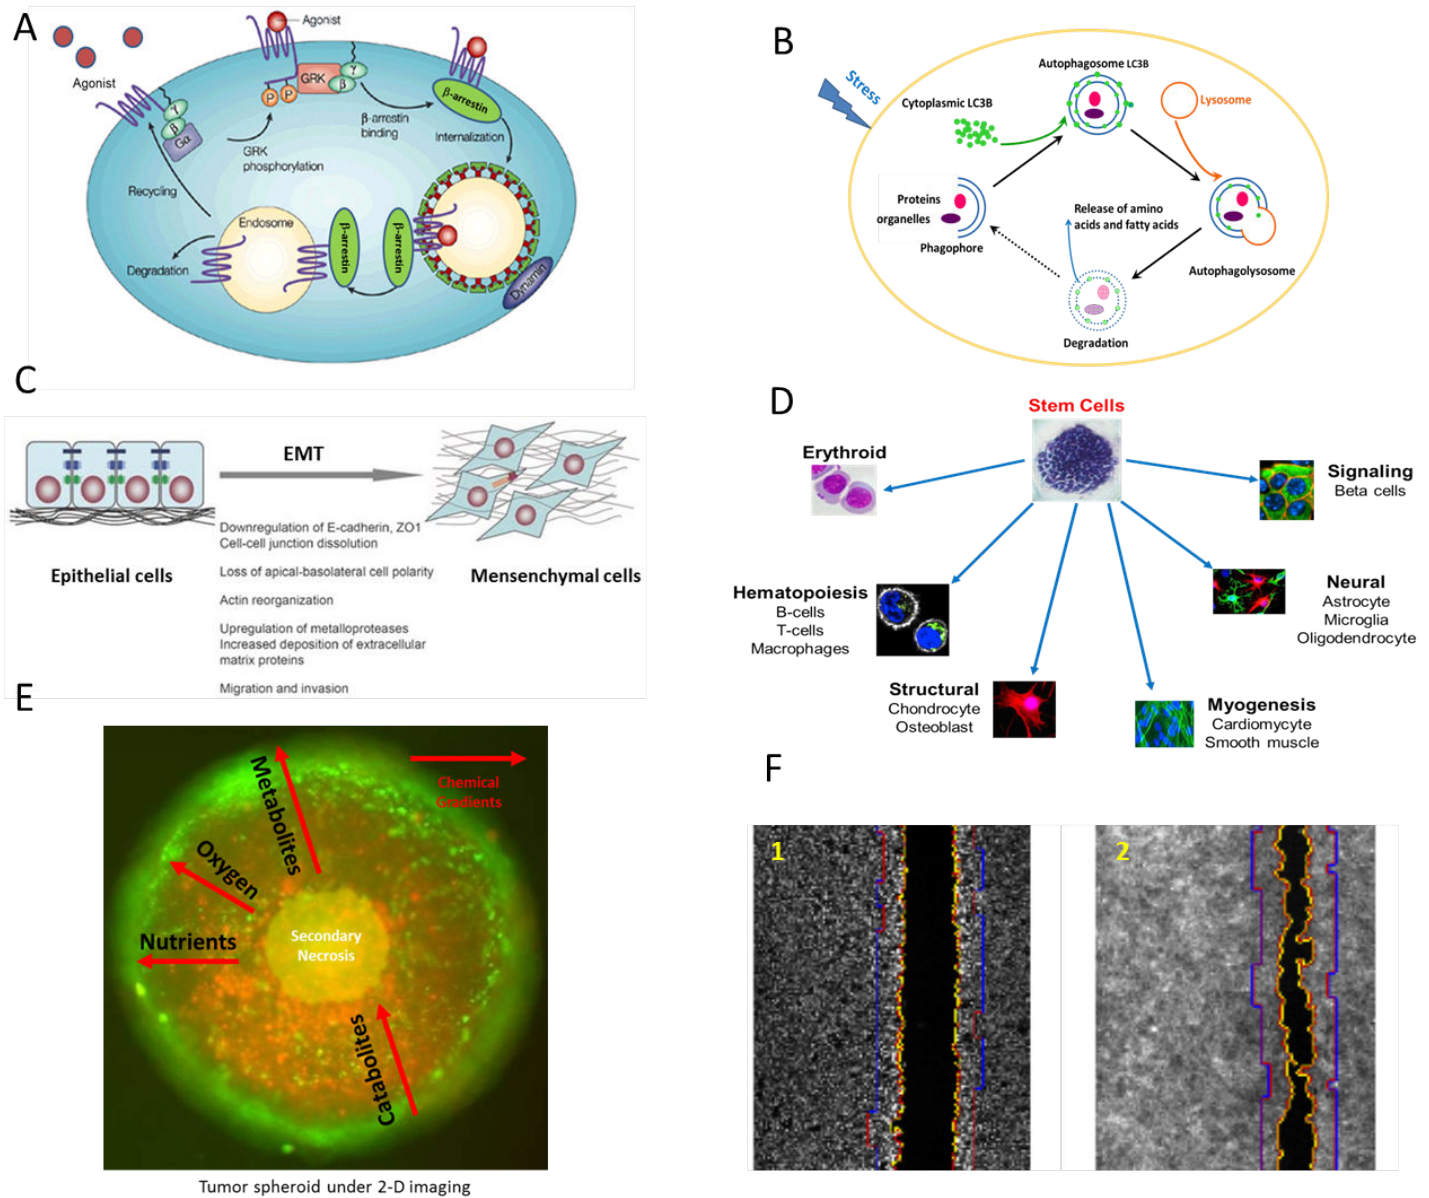 A
Agonist
Agonist
GRK
γ
β
P
P
γ
β
Gα
β-arrestin
β-arrestin
binding
Internalization
GRK
phosphorylation
Recycling
Endosome
Degradation
β-arrestin
β-arrestin
Dynamin
B
Stress
Autophagosome LC3B
Cytoplasmic LC3B
Lysosome
Proteins
organelles
Phagophore
Release of amino
acids and fatty acids
Autophagolysosome
Degradation
C
EMT
Downregulation of E-cadherin, ZO1
Cell-cell junction dissolution
Loss of apical-basolateral cell polarity
Actin reorganization
Upregulation of metalloproteases
Increased deposition of extracellular
matrix proteins
Migration and invasion
Epithelial cells
Mensenchymal cells
D
Stem Cells
Erythroid
Signaling
Beta cells
Hematopoiesis
B-cells
T-cells
Macrophages
Neural
Astrocyte
Microglia
Oligodendrocyte
Structural
Chondrocyte
Osteoblast
Myogenesis
Cardiomcyte
Smooth muscle
E
Metabolites
Chemical
Gradients
Oxygen
Nutrients
Secondary
Necrosis
Catabolites
Tumor spheroid under 2-D imaging
F
1
2